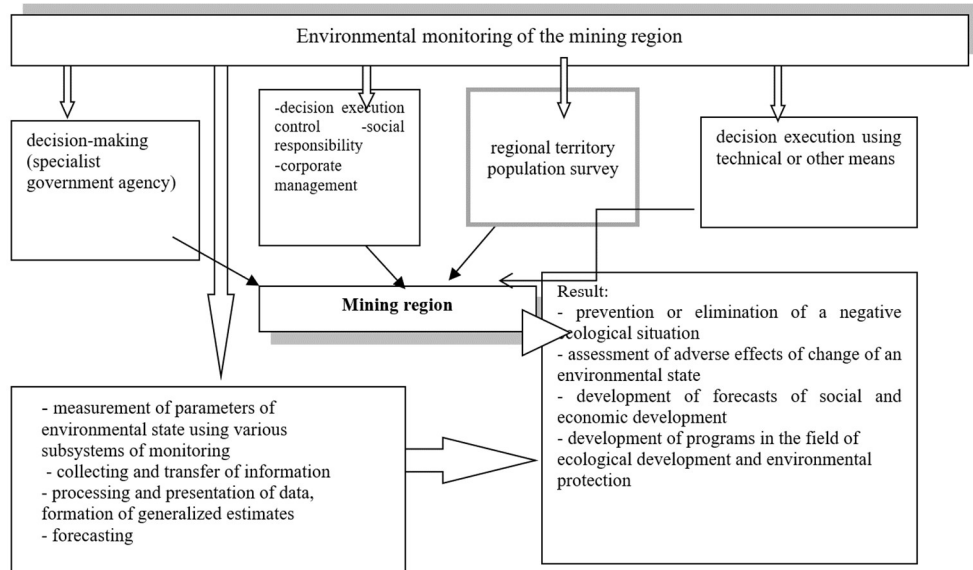 Environmental monitoring of the mining region
decision-making
(specialist
government agency)
-decision execution
control -social
responsibility
-corporate
management
regional territory
population survey
decision execution using
technical or other means
Mining region
Result:
- prevention or elimination of a negative
ecological situation
- assessment of adverse effects of change of an
environmental state
- development of forecasts of social and
economic development
- development of programs in the field of
ecological development and environmental
protection
- measurement of parameters of
environmental state using various
subsystems of monitoring
- collecting and transfer of information
- processing and presentation of data,
formation of generalized estimates
- forecasting